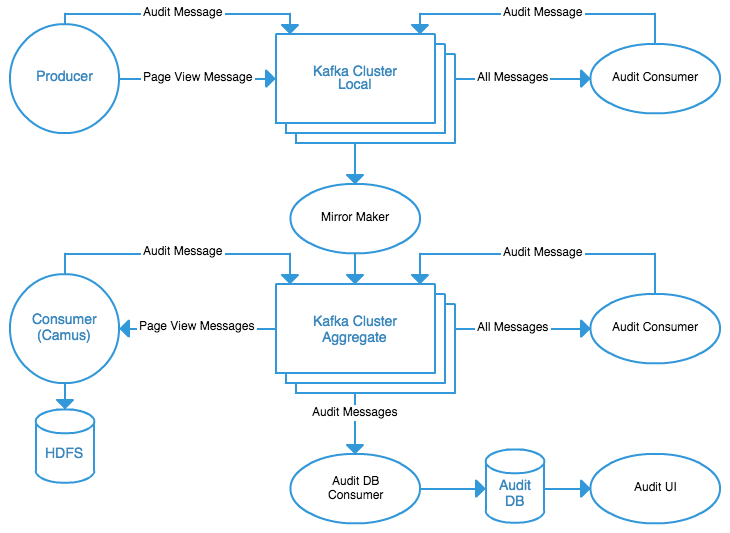 Audit Message
Audit Message
Producer
Page View Message
Kafka Cluster
Local
All Messages
Audit Consumer
Mirror Maker
Audit Message
Audit Message
Consumer
(Camus)
Page View Messages
Kafka Cluster
Aggregate
All Messages
Audit Consumer
Audit Messages
HDFS
Audit DB
Consumer
Audit
DB
Audit UI